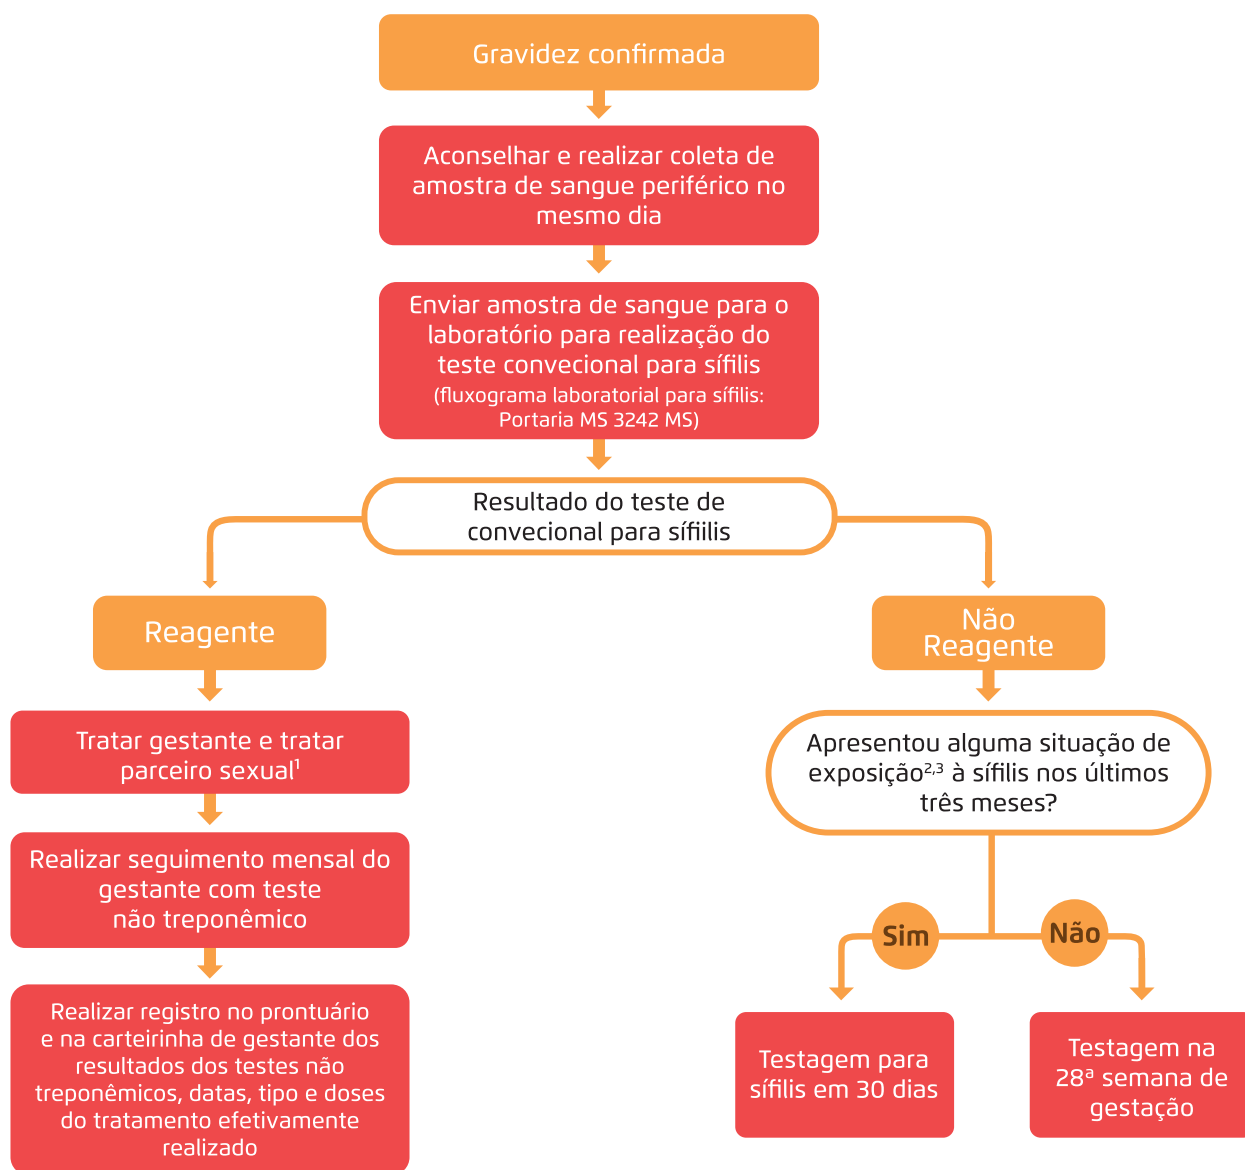 Gravidez confirmada
Aconselhar e realizar coleta de
amostra de sangue periférico no
mesmo dia
Enviar amostra de sangue para o
laboratório para realização do
teste convecional para sífilis
(fluxograma laboratorial para sífilis:
Portaria MS 3242 MS)
Resultado do teste de
convecional para sífiilis
Reagente
Tratar gestante e tratar
parceiro sexual¹
Realizar seguimento mensal do
gestante com teste
não treponêmico
Realizar registro no prontuário
e na carteirinha de gestante dos
resultados dos testes não
treponêmicos, datas, tipo e doses
do tratamento efetivamente
realizado
Não
Reagente
Apresentou alguma situação de
exposição²,³ à sífilis nos últimos
três meses?
Sim
Não
Testagem para
sífilis em 30 dias
Testagem na
28ª semana de
gestação